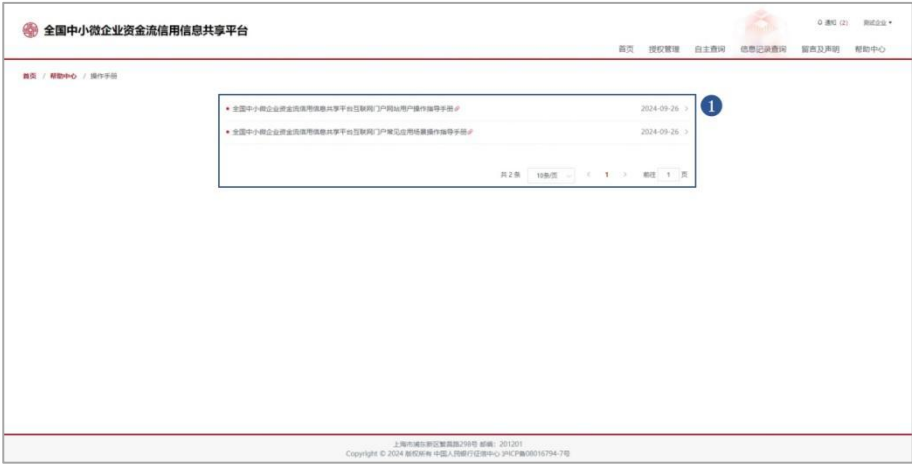 全国中小微企业资金流信用信息共享平台
通知 (2) 测试企业
首页 授权管理 自主查询 信息记录查询 留言及声明 帮助中心
首页 / 帮助中心 / 操作手册
全国中小微企业资金流信用信息共享平台互联网门户网站用户操作指导手册 2024-09-26 >
1
全国中小微企业资金流信用信息共享平台互联网门户常见应用场景操作指导手册 2024-09-26 >
共 2 条 10条/页 < 1 > 前往 1 页
上海市浦东新区繁昌路298号 邮编：201201
Copyright © 2024 版权所有 中国人民银行征信中心 沪ICP备08016794-7号